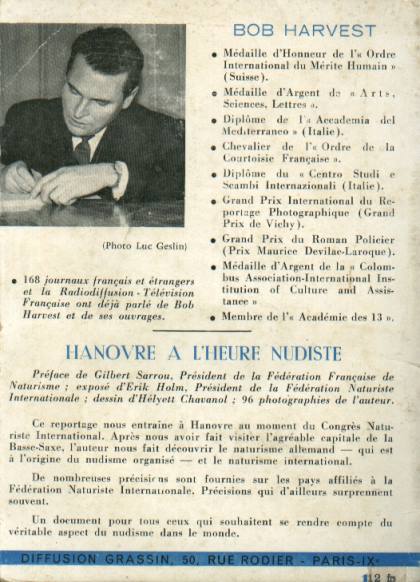 BOB HARVEST
● Médaille d'Honneur de l'« Ordre
International du Mérite Humain »
(Suisse).
● Médaille d'Argent de « Arts,
Sciences, Lettres ».
● Diplôme de l'« Accademia del
Mediterraneo » (Italie).
● Chevalier de l'« Ordre de la
Courtoisie Française ».
● Diplôme du « Centro Studi e
Scambi Internazionali (Italie).
● Grand Prix International du Re-
portage Photographique (Grand
Prix de Vichy).
● Grand Prix du Roman Policier
(Prix Maurice Devilac-Laroque).
● Médaille d'Argent de la « Colom-
bus Association-International Ins-
titution of Culture and Assis-
tance »
● Membre de l'« Académie des 13 ».
(Photo Luc Geslin)
● 168 journaux français et étrangers
et la Radiodiffusion - Télévision
Française ont déjà parlé de Bob
Harvest et de ses ouvrages.
HANOVRE A L'HEURE NUDISTE
Préface de Gilbert Sarrou, Président de la Fédération Française de
Naturisme ; exposé d'Erik Holm, Président de la Fédération Naturiste
Internationale ; dessin d'Hélyett Chavanol ; 96 photographies de l'auteur.
Ce reportage nous entraîne à Hanovre au moment du Congrès Natu-
riste International. Après nous avoir fait visiter l'agréable capitale de la
Basse-Saxe, l'auteur nous fait découvrir le naturisme allemand — qui est
à l'origine du nudisme organisé — et le naturisme international.
De nombreuses précisions sont fournies sur les pays affiliés à la
Fédération Naturiste Internationale. Précisions qui d'ailleurs surprennent
souvent.
Un document pour tous ceux qui souhaitent se rendre compte du
véritable aspect du nudisme dans le monde.
DIFFUSION GRASSIN, 50, RUE RODIER - PARIS-IXe
12 fr